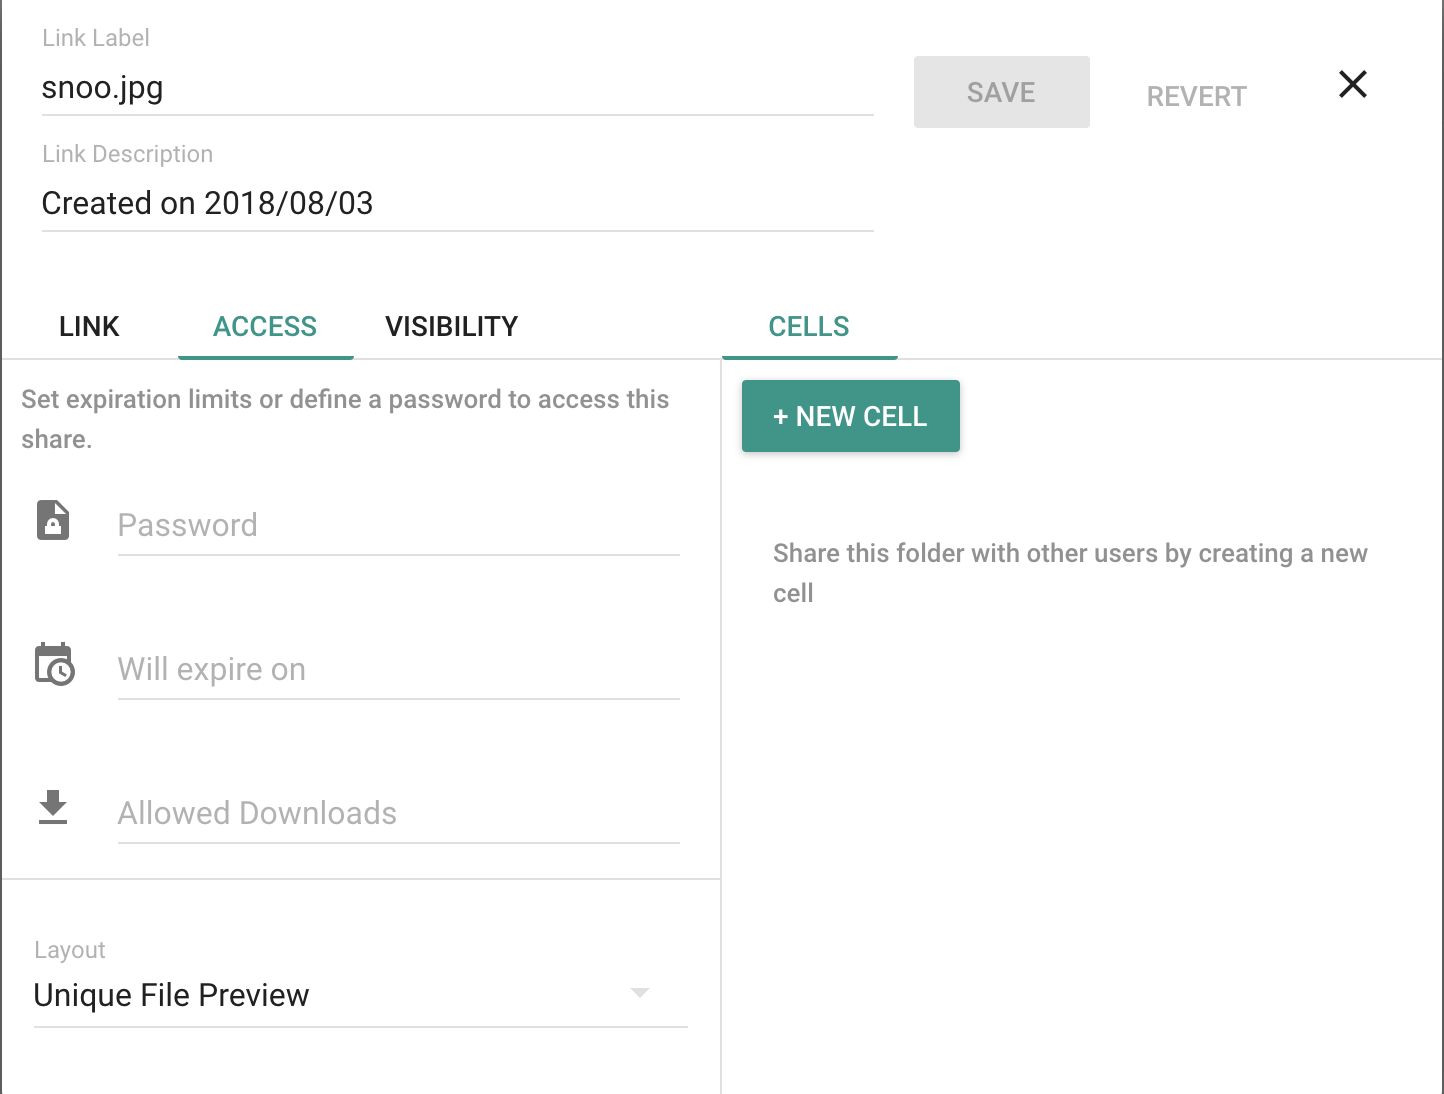 Link Label
snoo.jpg
SAVE
REVERT
Link Description
Created on 2018/08/03
LINK
ACCESS
VISIBILITY
CELLS
Set expiration limits or define a password to access this
share.
Password
Will expire on
Allowed Downloads
Layout
Unique File Preview
+ NEW CELL
Share this folder with other users by creating a new
cell